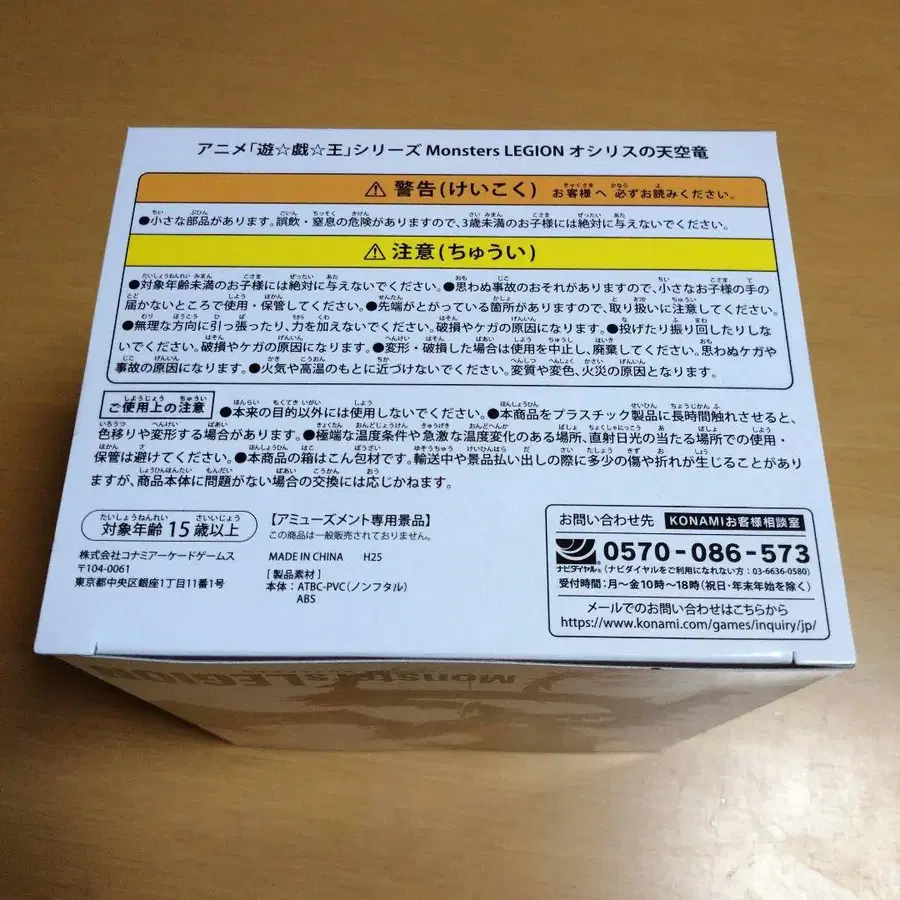 アニメ「遊☆戯☆王」シリーズ Monsters LEGION オシリスの天空竜
⚠ 警告(けいこく) お客様へ 必ずお読みください。
●小さな部品があります。誤飲・窒息の危険がありますので、3歳未満のお子様には絶対に与えないでください。
⚠ 注意(ちゅうい)
●対象年齢未満のお子様には絶対に与えないでください。●思わぬ事故のおそれがありますので、小さなお子様の手の
届かないところで使用・保管してください。●先端がとがっている箇所がありますので、取り扱いに注意してください。
●無理な方向に引っ張ったり、力を加えないでください。破損やケガの原因になります。●投げたり振り回したりしな
いでください。破損やケガの原因になります。●変形・破損した場合は使用を中止し、廃棄してください。思わぬケガや
事故の原因になります。●火気や高温のもとに近づけないでください。変質や変色、火災の原因となります。
ご使用上の注意 ●本来の目的以外には使用しないでください。●本商品をプラスチック製品に長時間触れさせると、
色移りや変形する場合があります。●極端な温度条件や急激な温度変化のある場所、直射日光の当たる場所での使用・
保管は避けてください。●本商品の箱はこん包材です。輸送中や景品払い出しの際に多少の傷や折れが生じることがあり
ますが、商品本体に問題がない場合の交換には応じかねます。
対象年齢 15歳以上
株式会社コナミアーケードゲームス
〒104-0061
東京都中央区銀座1丁目11番1号
【アミューズメント専用景品】
この商品は一般販売されておりません。
MADE IN CHINA H25
[ 製品素材 ]
本体：ATBC-PVC(ノンフタル)
ABS
お問い合わせ先 KONAMIお客様相談室
ナビダイヤル® 0570-086-573
(ナビダイヤルをご利用になれない方：03-6636-0580)
受付時間：月～金10時～18時(祝日・年末年始を除く)
メールでのお問い合わせはこちらから
https://www.konami.com/games/inquiry/jp/
Monsters LEGION